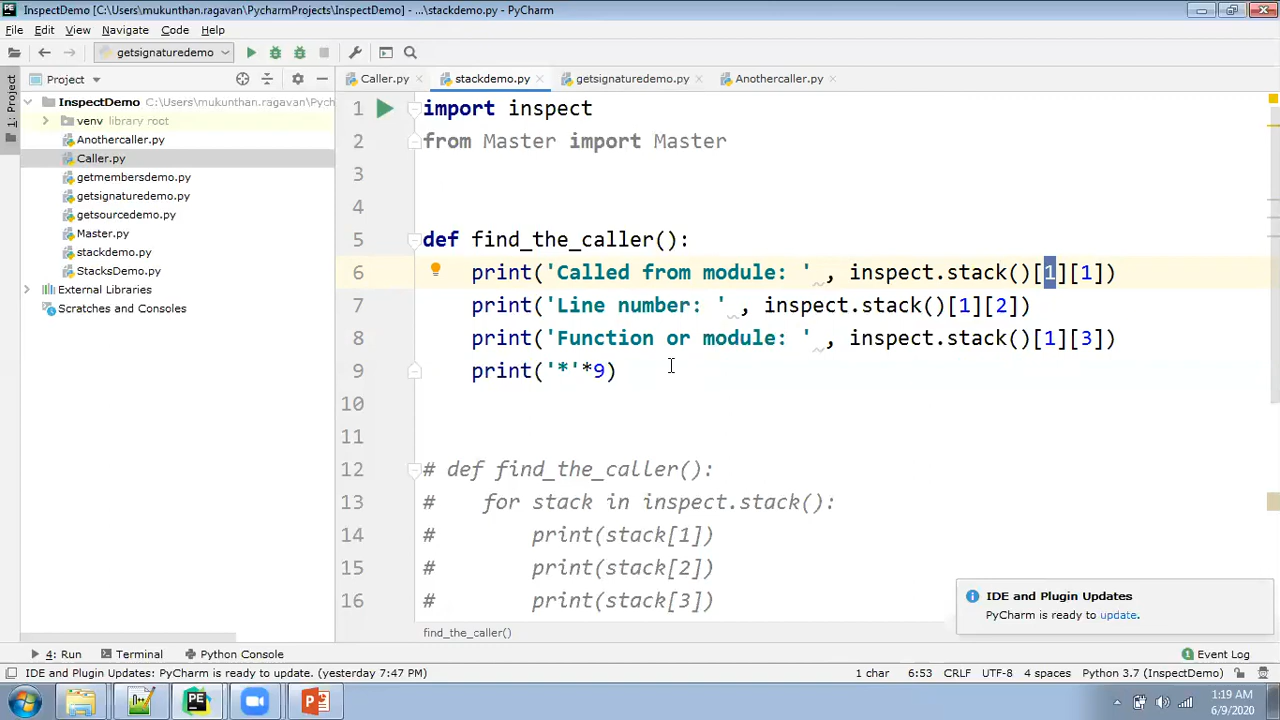 InspectDemo [C:\Users\mukunthan.ragavan\PycharmProjects\InspectDemo] - ...\stackdemo.py - PyCharm
File Edit View Navigate Code Help
getsignaturedemo
Project
Caller.py
stackdemo.py
getsignaturedemo.py
Anothercaller.py
1: Project
InspectDemo C:\Users\mukunthan.ragavan\Pych
venv library root
Anothercaller.py
Caller.py
getmembersdemo.py
getsignaturedemo.py
getsourcedemo.py
Master.py
stackdemo.py
StacksDemo.py
External Libraries
Scratches and Consoles
1 import inspect
2 from Master import Master
3
4
5 def find_the_caller():
6 print('Called from module: ' , inspect.stack()[1][1])
7 print('Line number: ' , inspect.stack()[1][2])
8 print('Function or module: ' , inspect.stack()[1][3])
9 print('*'*9)
10
11
12 # def find_the_caller():
13 # for stack in inspect.stack():
14 # print(stack[1])
15 # print(stack[2])
16 # print(stack[3])
find_the_caller()
IDE and Plugin Updates
PyCharm is ready to update.
4: Run Terminal Python Console Event Log
IDE and Plugin Updates: PyCharm is ready to update. (yesterday 7:47 PM) 1 char 6:53 CRLF UTF-8 4 spaces Python 3.7 (InspectDemo)
1:19 AM
6/9/2020